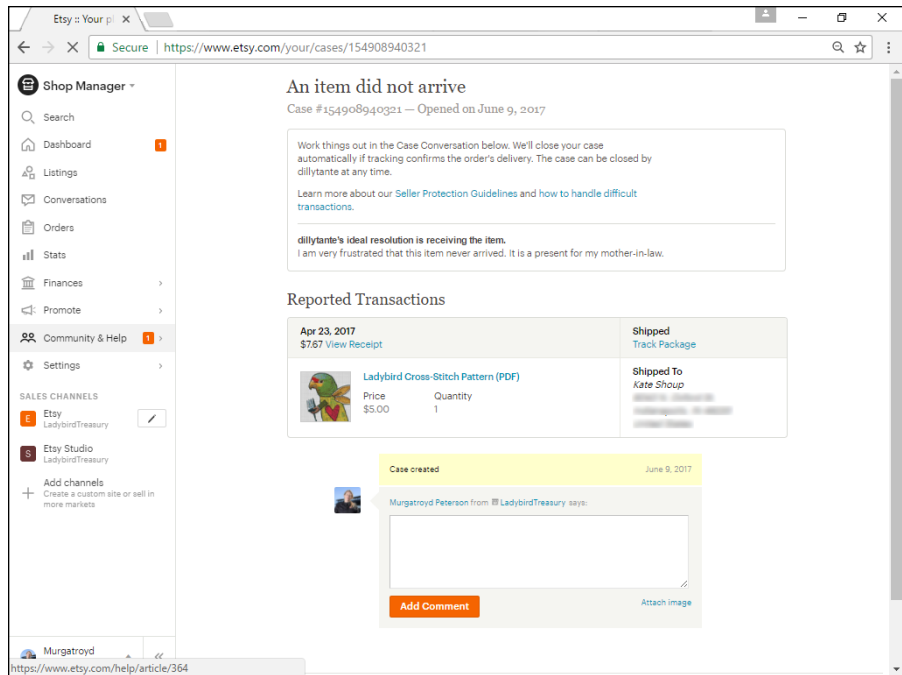 Etsy :: Your pl
Secure | https://www.etsy.com/your/cases/154908940321
Shop Manager
Search
Dashboard 1
Listings
Conversations
Orders
Stats
Finances
Promote
Community & Help 1
Settings
SALES CHANNELS
E Etsy
LadybirdTreasury
S Etsy Studio
LadybirdTreasury
Add channels
Create a custom site or sell in
more markets
Murgatroyd
https://www.etsy.com/help/article/364
An item did not arrive
Case #154908940321 — Opened on June 9, 2017
Work things out in the Case Conversation below. We'll close your case
automatically if tracking confirms the order's delivery. The case can be closed by
dillytante at any time.
Learn more about our Seller Protection Guidelines and how to handle difficult
transactions.
dillytante's ideal resolution is receiving the item.
I am very frustrated that this item never arrived. It is a present for my mother-in-law.
Reported Transactions
Apr 23, 2017
$7.67 View Receipt
Shipped
Track Package
Ladybird Cross-Stitch Pattern (PDF)
Price Quantity
$5.00 1
Shipped To
Kate Shoup
Case created June 9, 2017
Murgatroyd Peterson from LadybirdTreasury says:
Add Comment
Attach image